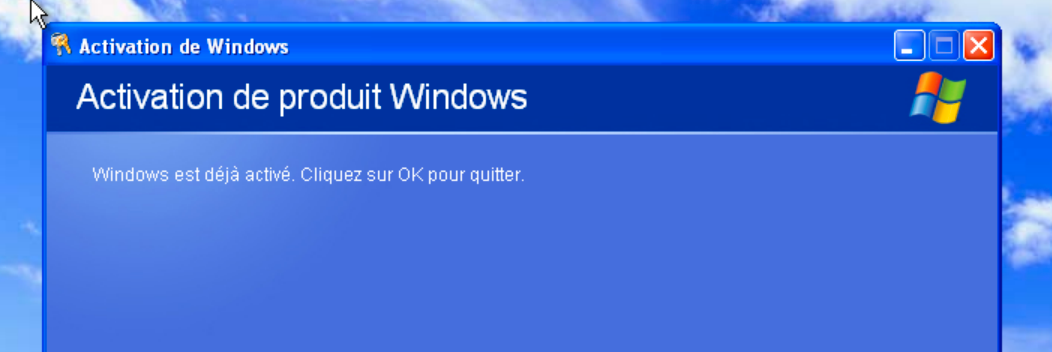 Activation de Windows
Activation de produit Windows
Windows est déjà activé. Cliquez sur OK pour quitter.